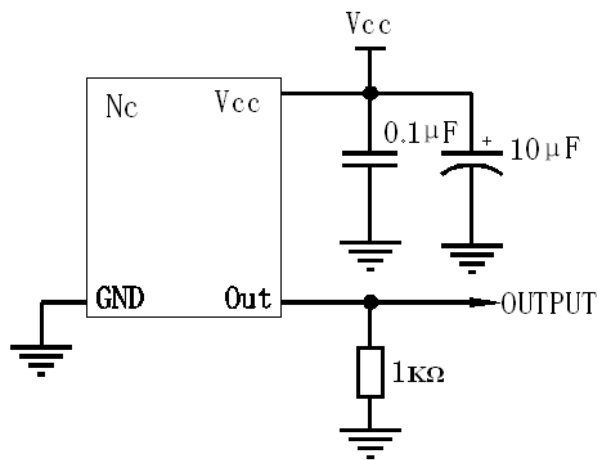 Vcc
Nc Vcc
0.1μF + 10μF
GND Out OUTPUT
1KΩ